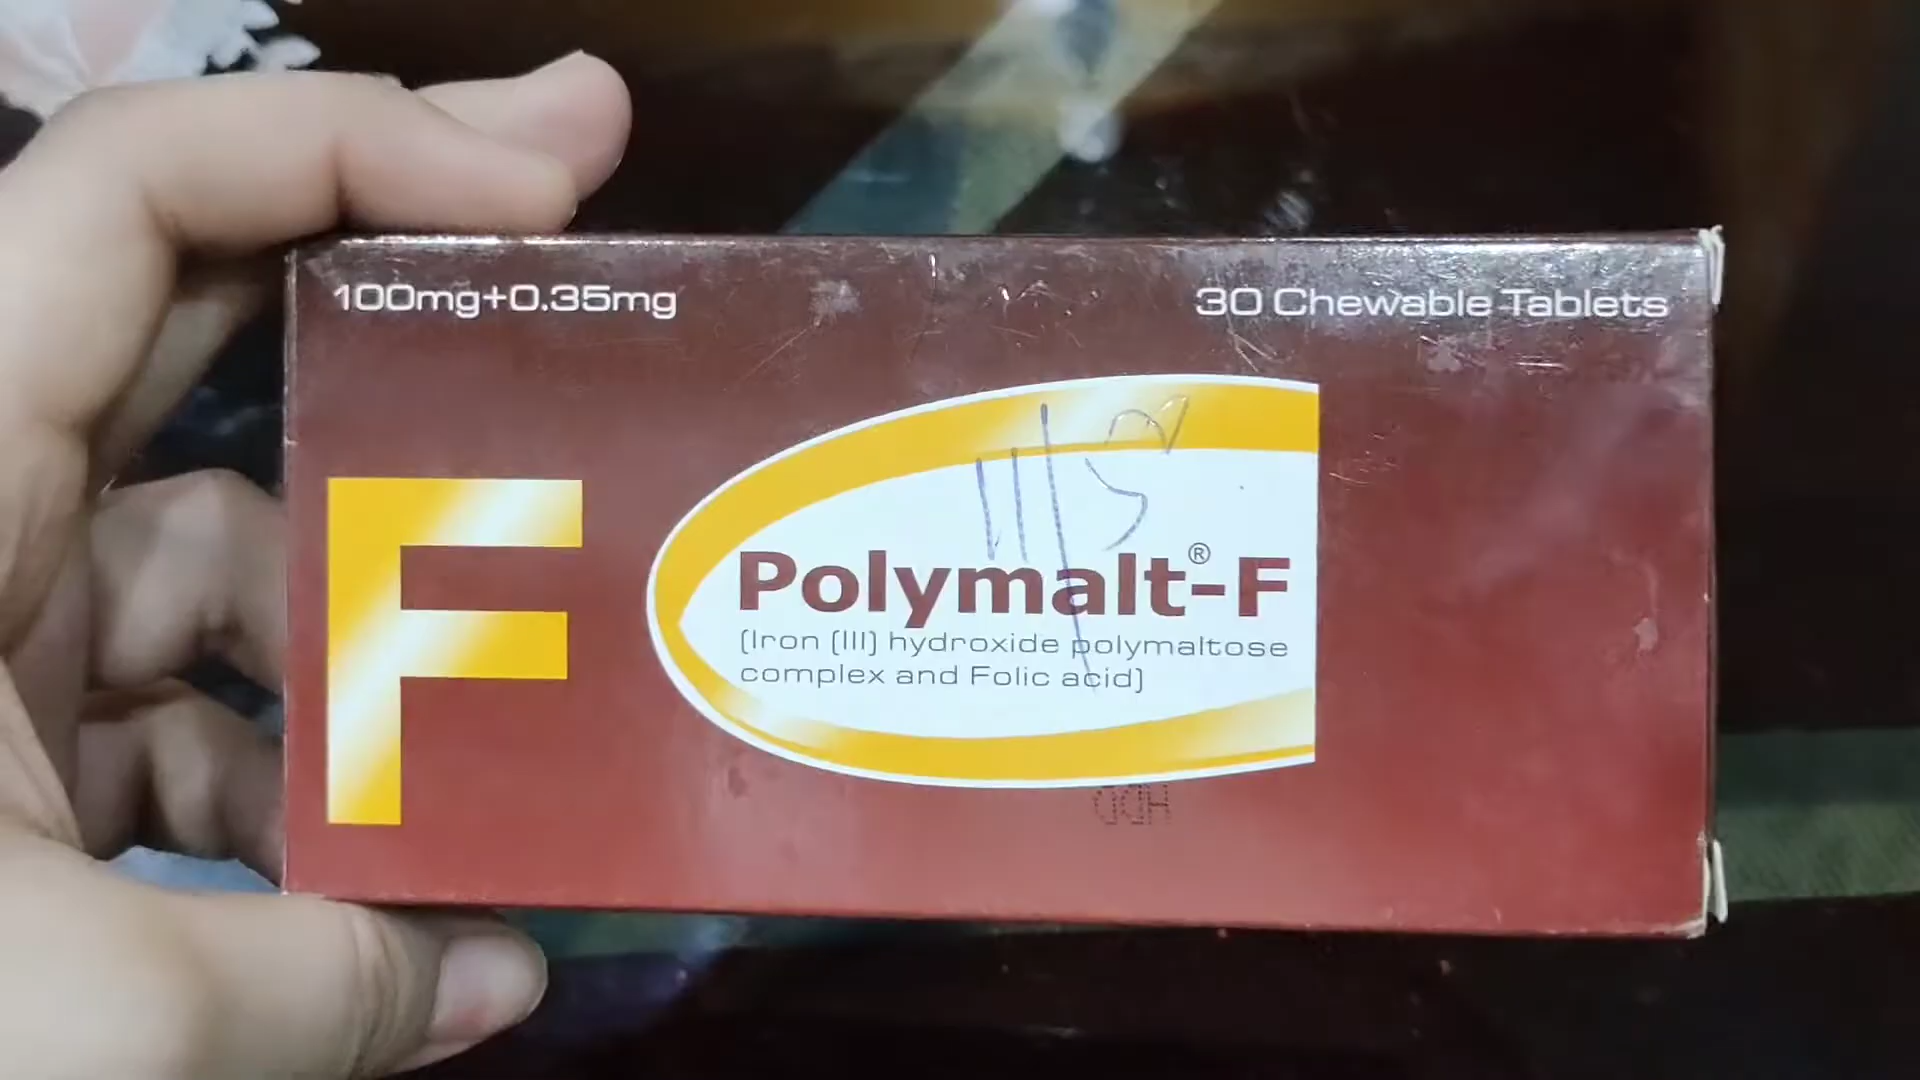 100mg+0.35mg
30 Chewable Tablets
F
Polymalt®-F
(Iron (III) hydroxide polymaltose
complex and Folic acid)